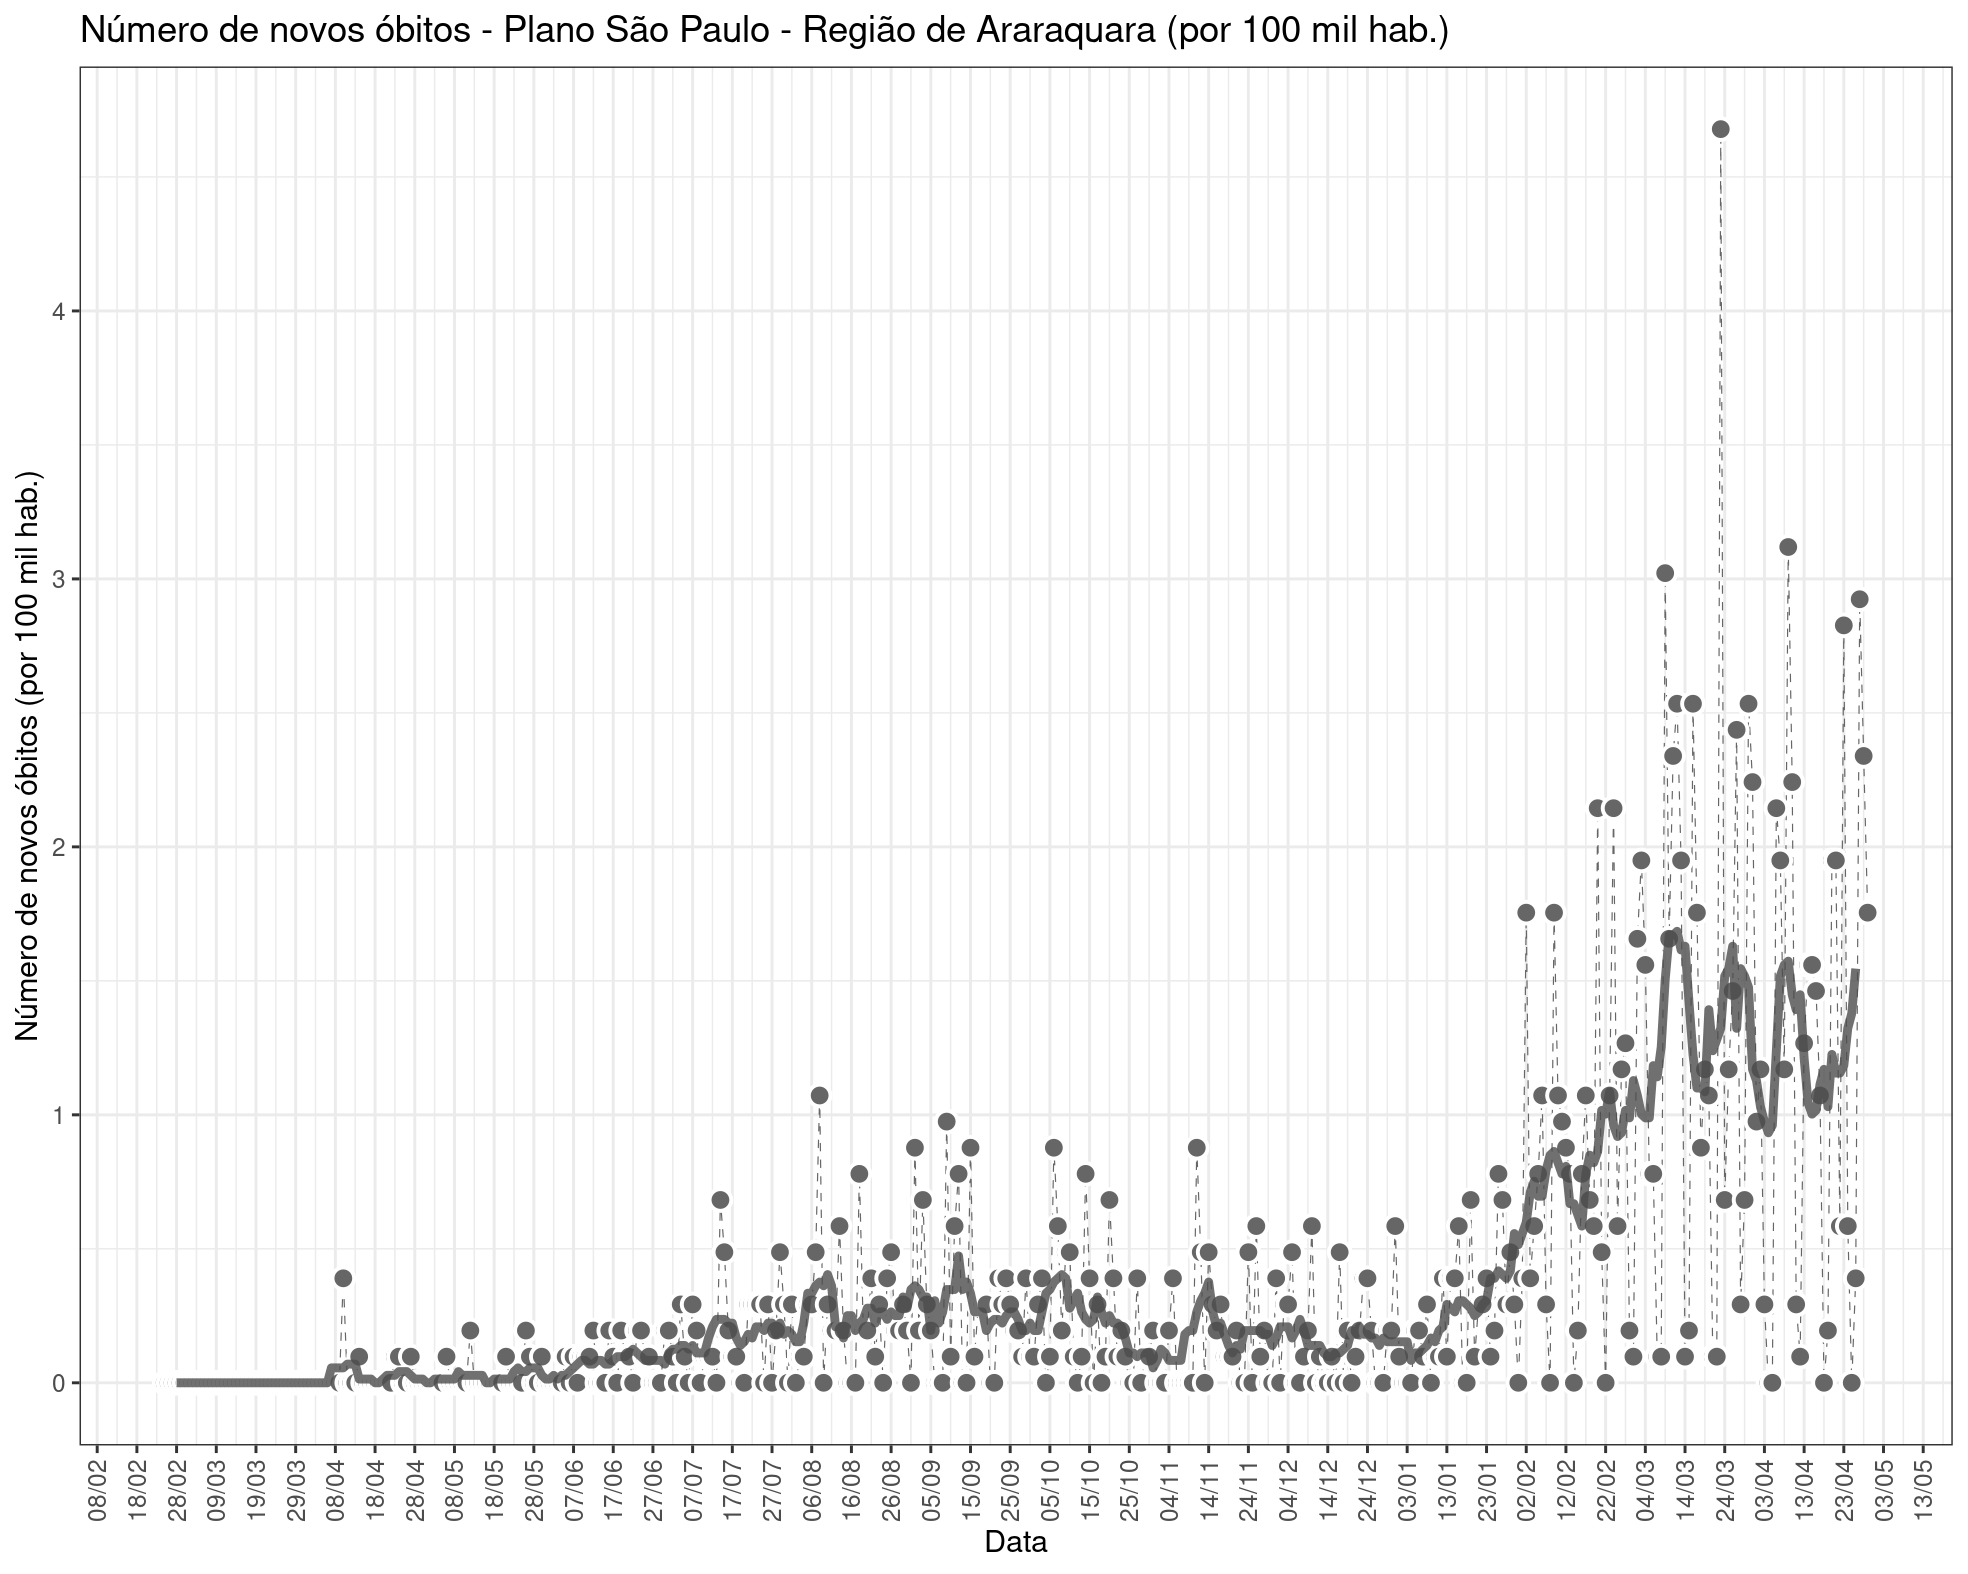 Número de novos óbitos - Plano São Paulo - Região de Araraquara (por 100 mil hab.)
Número de novos óbitos (por 100 mil hab.)
4
3
2
1
0
08/02 18/02 28/02 09/03 19/03 29/03 08/04 18/04 28/04 08/05 18/05 28/05 07/06 17/06 27/06 07/07 17/07 27/07 06/08 16/08 26/08 05/09 15/09 25/09 05/10 15/10 25/10 04/11 14/11 24/11 04/12 14/12 24/12 03/01 13/01 23/01 02/02 12/02 22/02 04/03 14/03 24/03 03/04 13/04 23/04 03/05 13/05
Data